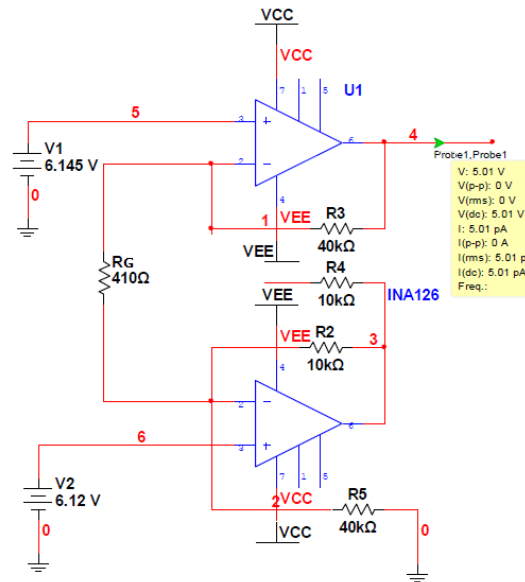 VCC
VCC
U1
7
1
5
5
3
V1
6.145 V
2
6
4
Probe1,Probe1
V: 5.01 V
V(p-p): 0 V
V(rms): 0 V
V(dc): 5.01 V
I: 5.01 pA
I(p-p): 0 A
I(rms): 5.01 p
I(dc): 5.01 pA
Freq.:
0
4
1
VEE
R3
40kΩ
VEE
RG
410Ω
R4
10kΩ
INA126
VEE
VEE
R2
10kΩ
3
4
2
6
6
3
V2
6.12 V
7
1
5
2
VCC
R5
40kΩ
0
VCC
0